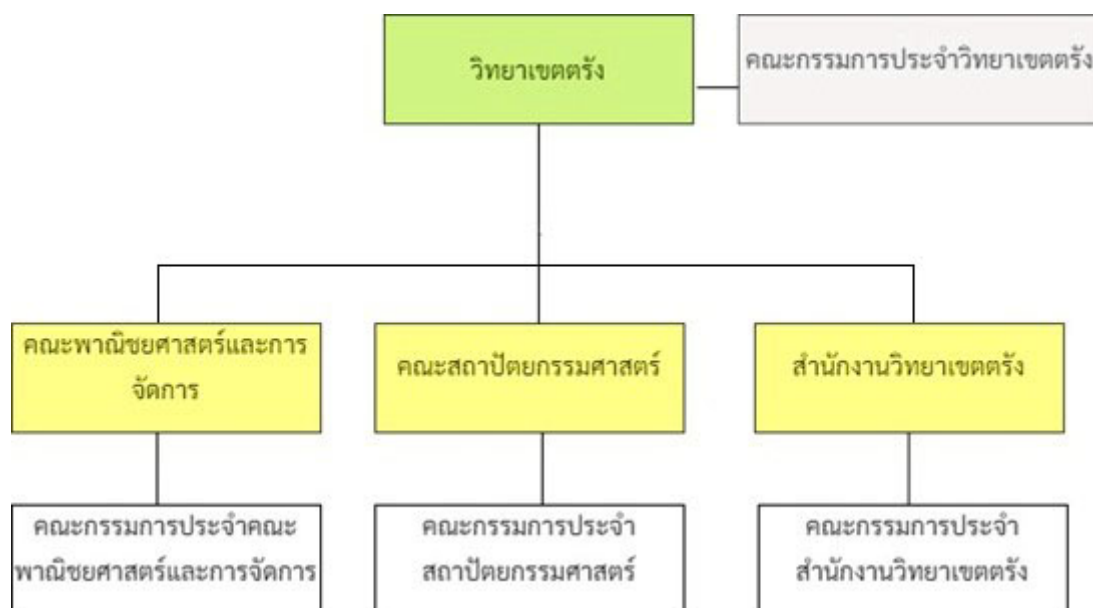 วิทยาเขตตรัง
คณะกรรมการประจำวิทยาเขตตรัง
คณะพาณิชยศาสตร์และการ
จัดการ
คณะสถาปัตยกรรมศาสตร์
สำนักงานวิทยาเขตตรัง
คณะกรรมการประจำคณะ
พาณิชยศาสตร์และการจัดการ
คณะกรรมการประจำ
สถาปัตยกรรมศาสตร์
คณะกรรมการประจำ
สำนักงานวิทยาเขตตรัง